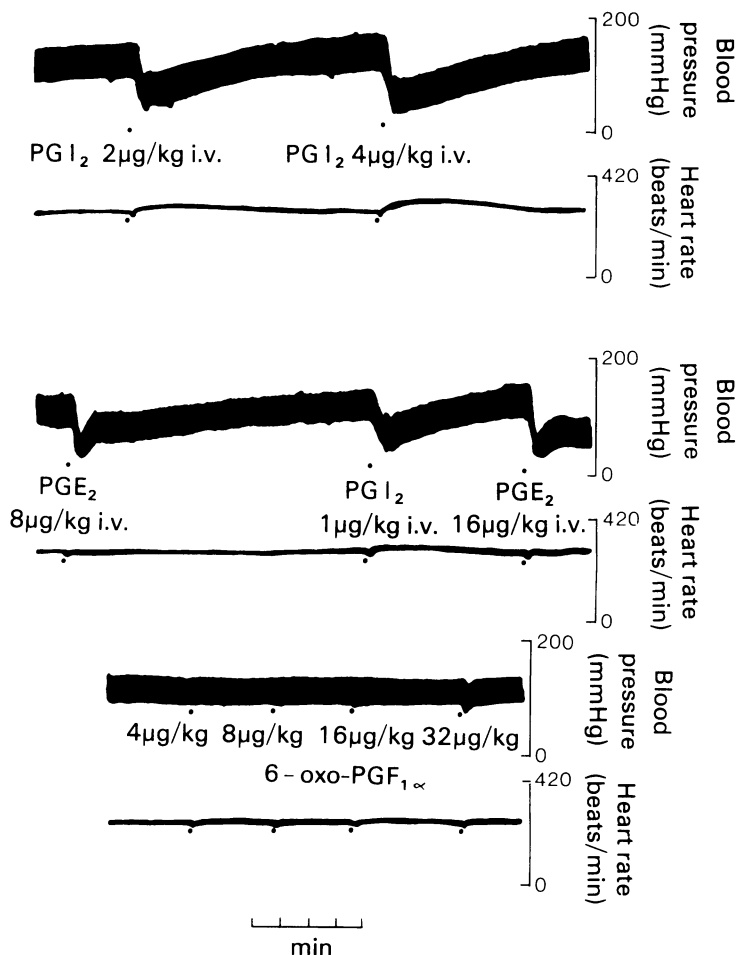 200
Blood
pressure
(mmHg)
0
PGI₂ 2µg/kg i.v.
PGI₂ 4µg/kg i.v.
420
Heart rate
(beats/min)
0
200
Blood
pressure
(mmHg)
0
PGE₂
8µg/kg i.v.
PGI₂
1µg/kg i.v.
PGE₂
16µg/kg i.v.
420
Heart rate
(beats/min)
0
200
Blood
pressure
(mmHg)
0
4µg/kg 8µg/kg 16µg/kg 32µg/kg
6-oxo-PGF₁∝
420
Heart rate
(beats/min)
0
min